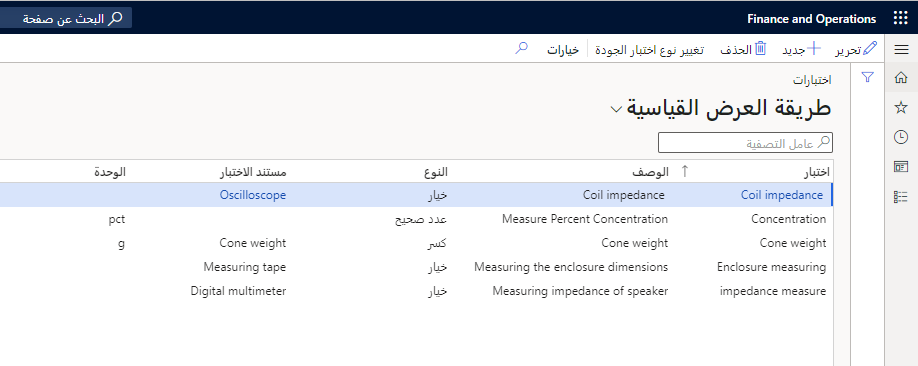 Finance and Operations البحث عن صفحة
تحرير جديد الحذف تغيير نوع اختبار الجودة خيارات
اختبارات
طريقة العرض القياسية
عامل التصفية
اختبار الوصف النوع مستند الاختبار الوحدة
Coil impedance Coil impedance خيار Oscilloscope
Concentration Measure Percent Concentration عدد صحيح pct
Cone weight Cone weight كسر Cone weight g
Enclosure measuring Measuring the enclosure dimensions خيار Measuring tape
impedance measure Measuring impedance of speaker خيار Digital multimeter